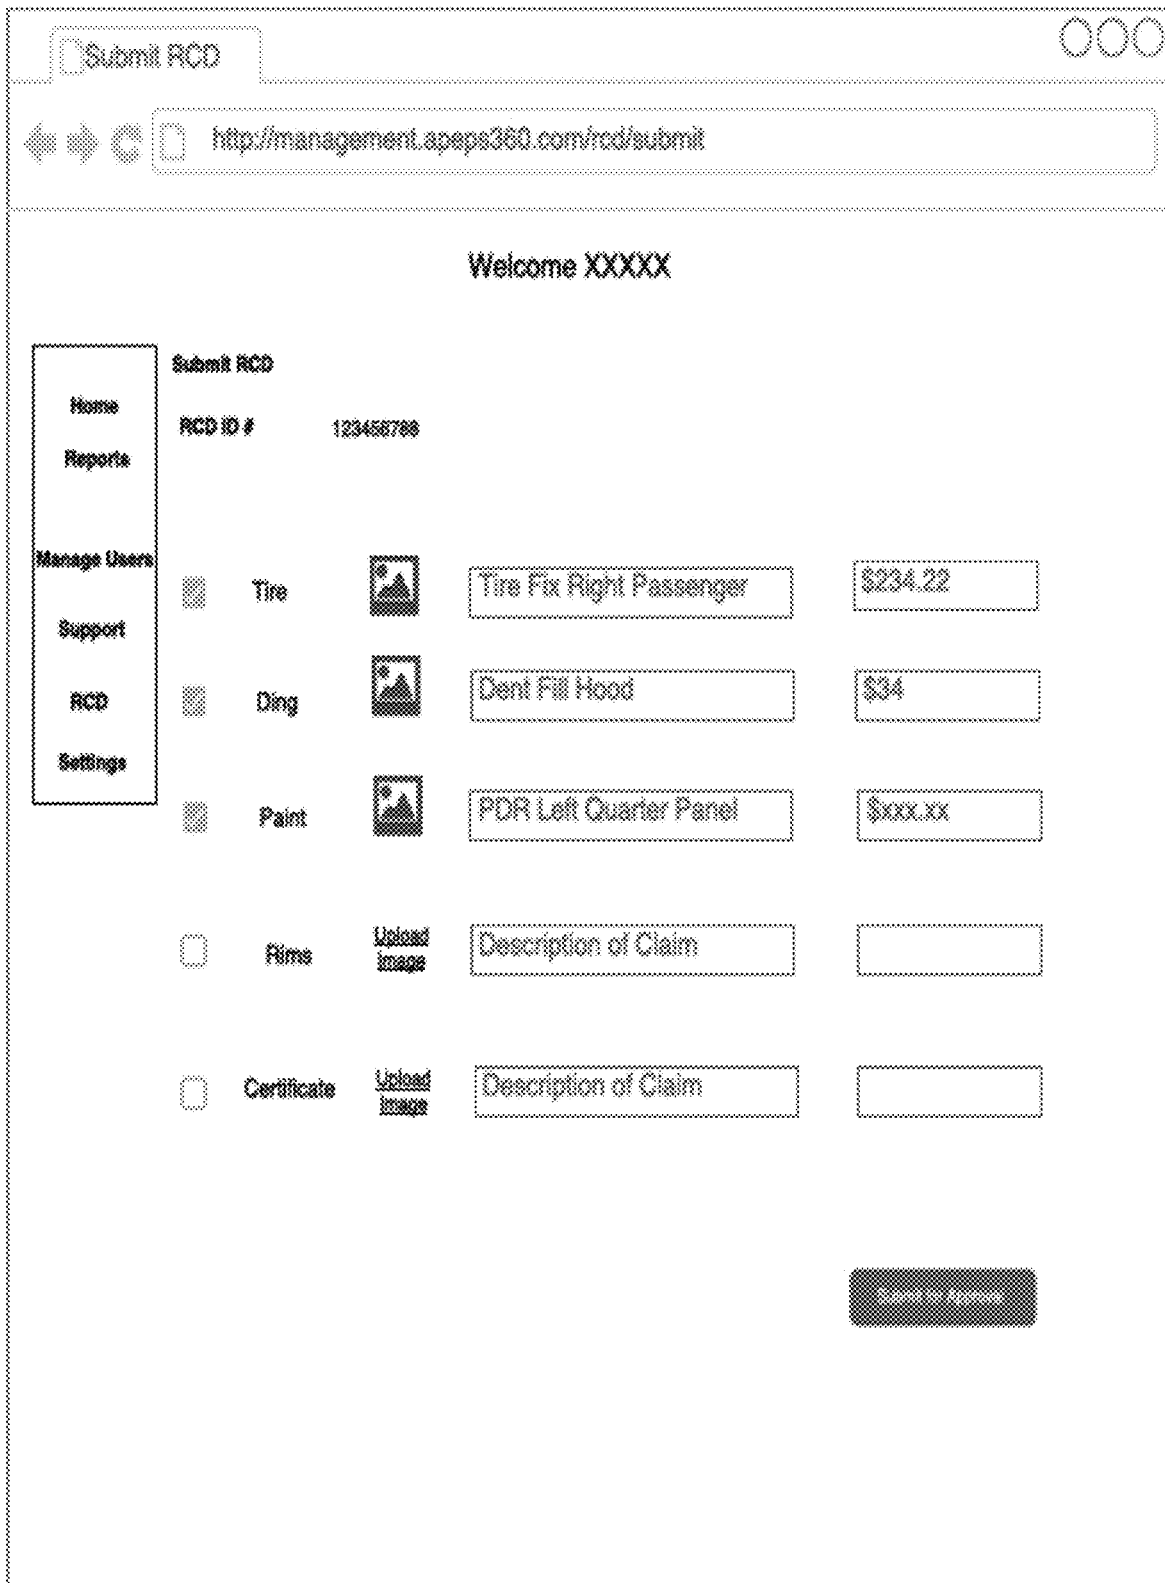 Submit RCD
http://management.apeps360.com/rcd/submit
Welcome XXXXX
Home
Reports
Manage Users
Support
RCD
Settings
Submit RCD
RCD ID #
Tire
Tire Fix Right Passenger
$234.22
Ding
Dent Fill Hood
$34
Paint
PDR Left Quarter Panel
$xxx.xx
Rims
Upload
Image
Description of Claim
Certificate
Upload
Image
Description of Claim